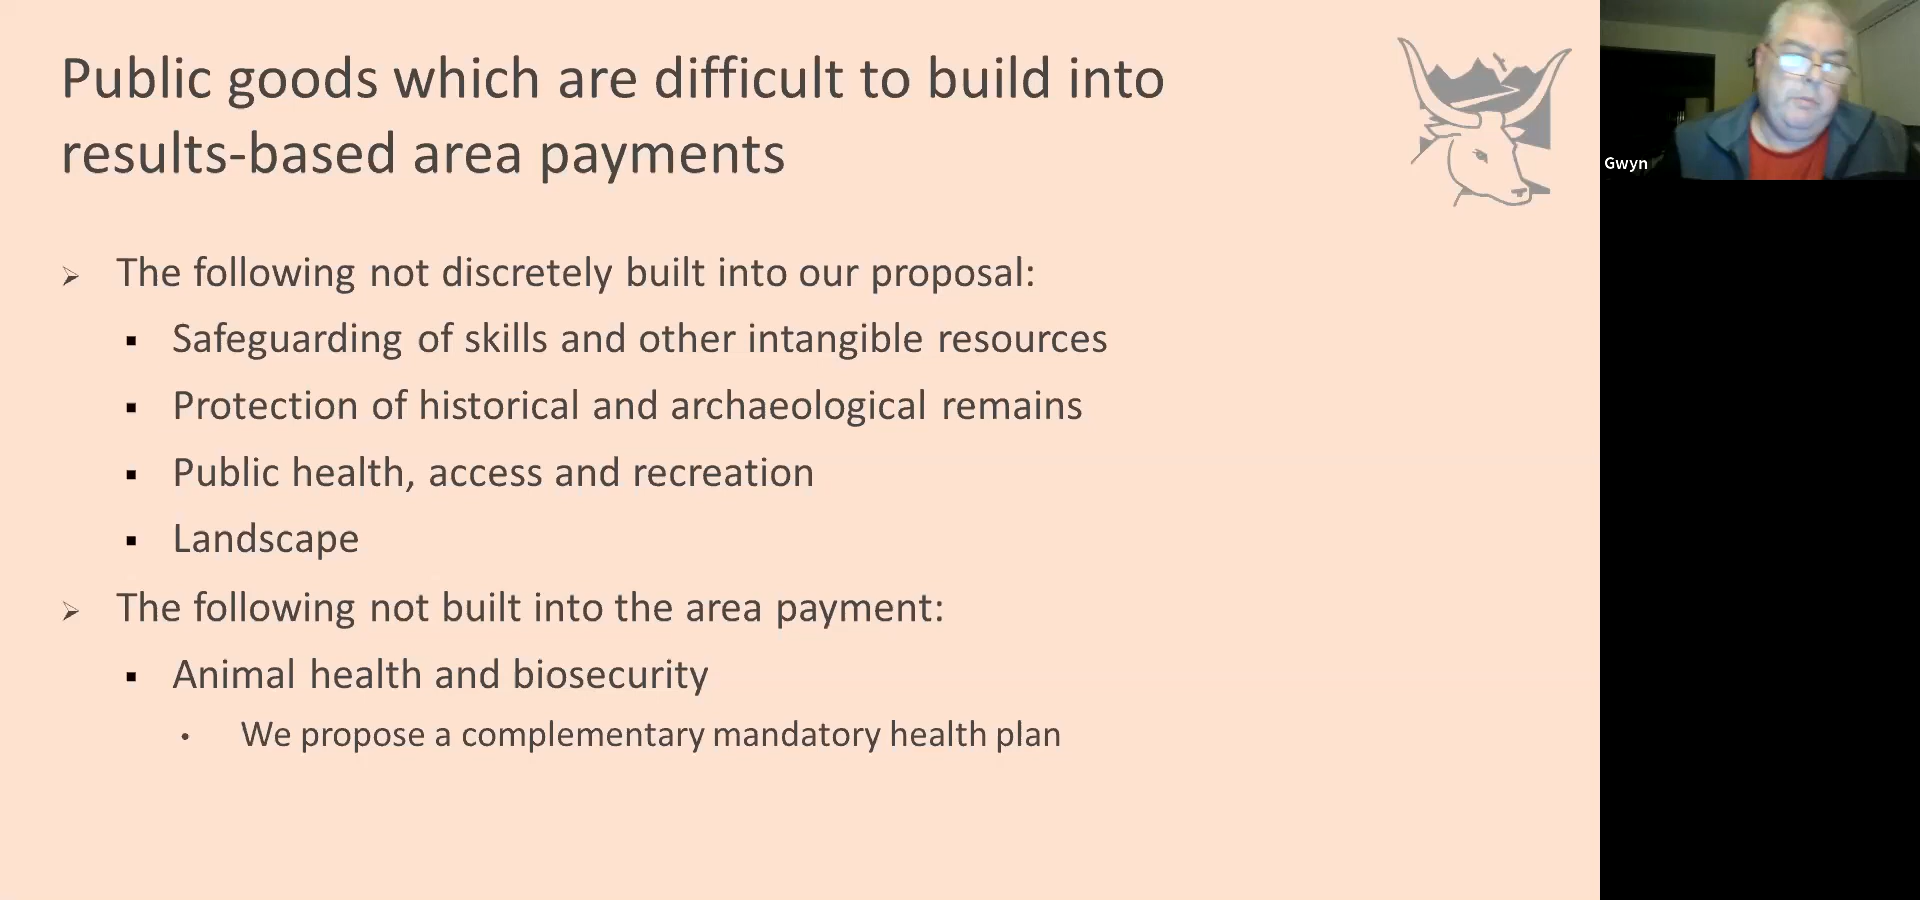 Public goods which are difficult to build into
results-based area payments
Gwyn
➢ The following not discretely built into our proposal:
▪ Safeguarding of skills and other intangible resources
▪ Protection of historical and archaeological remains
▪ Public health, access and recreation
▪ Landscape
➢ The following not built into the area payment:
▪ Animal health and biosecurity
• We propose a complementary mandatory health plan